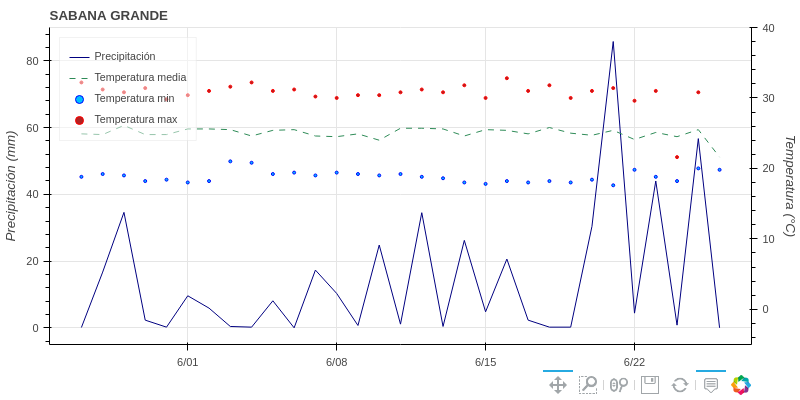 SABANA GRANDE
Precipitación
Temperatura media
Temperatura min
Temperatura max
Precipitación (mm)
80
60
40
20
0
Temperatura (°C)
40
30
20
10
0
6/01
6/08
6/15
6/22